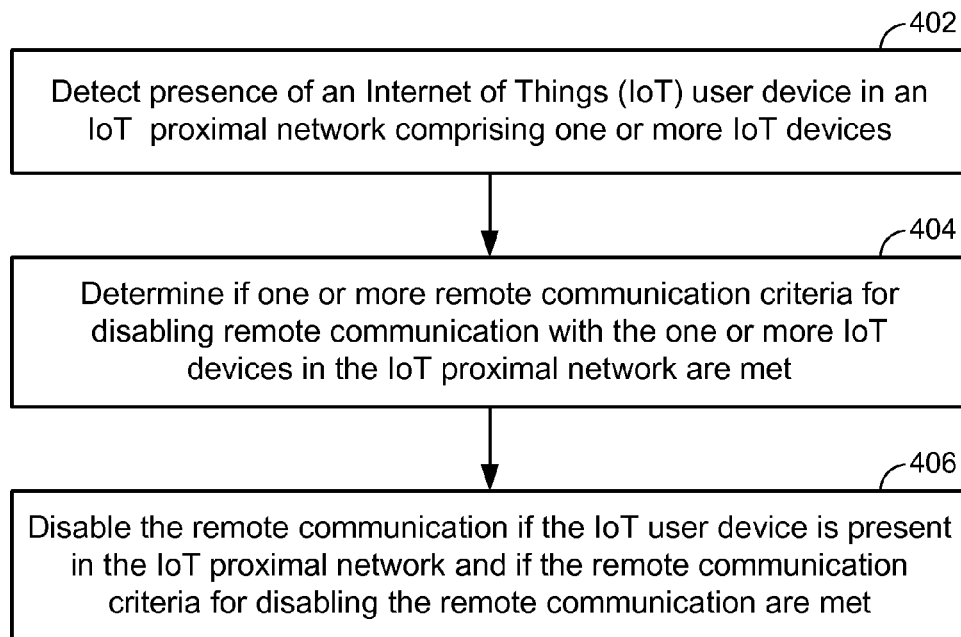 402
Detect presence of an Internet of Things (IoT) user device in an
IoT proximal network comprising one or more IoT devices
404
Determine if one or more remote communication criteria for
disabling remote communication with the one or more IoT
devices in the IoT proximal network are met
406
Disable the remote communication if the IoT user device is present
in the IoT proximal network and if the remote communication
criteria for disabling the remote communication are met